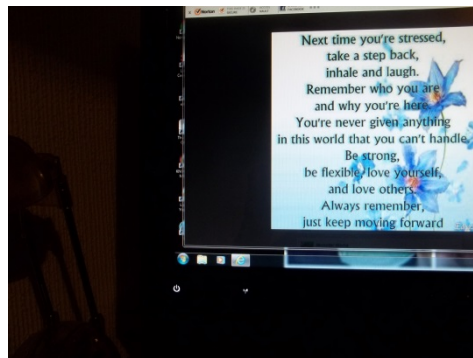 Norton
Next time you're stressed,
take a step back,
inhale and laugh.
Remember who you are
and why you're here.
You're never given anything
in this world that you can't handle.
Be strong,
be flexible, love yourself,
and love others.
Always remember,
just keep moving forward